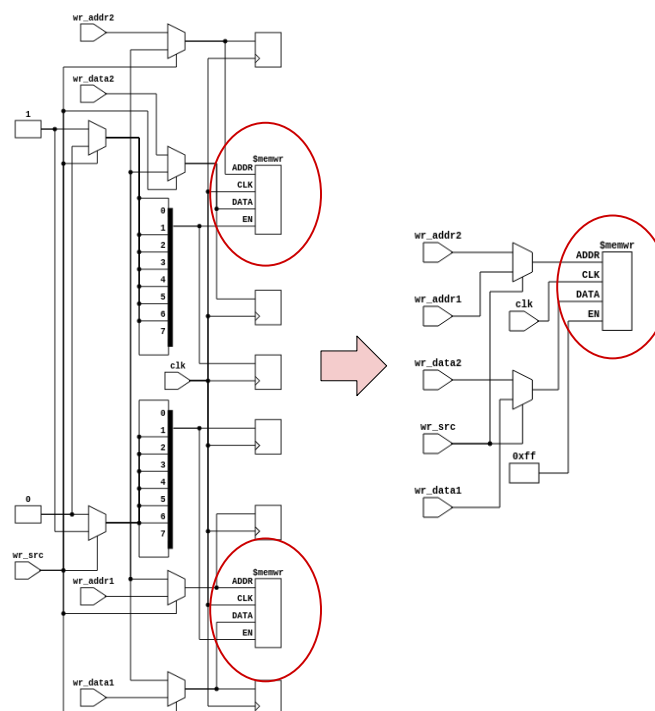 wr_addr2
wr_data2
1
0
$memwr
ADDR
CLK
DATA
EN
0
1
2
3
4
5
6
7
clk
0
1
2
3
4
5
6
7
0
1
wr_src
wr_addr1
$memwr
ADDR
CLK
DATA
EN
wr_data1
wr_addr2
wr_addr1
clk
$memwr
ADDR
CLK
DATA
EN
wr_data2
wr_src
0xff
wr_data1